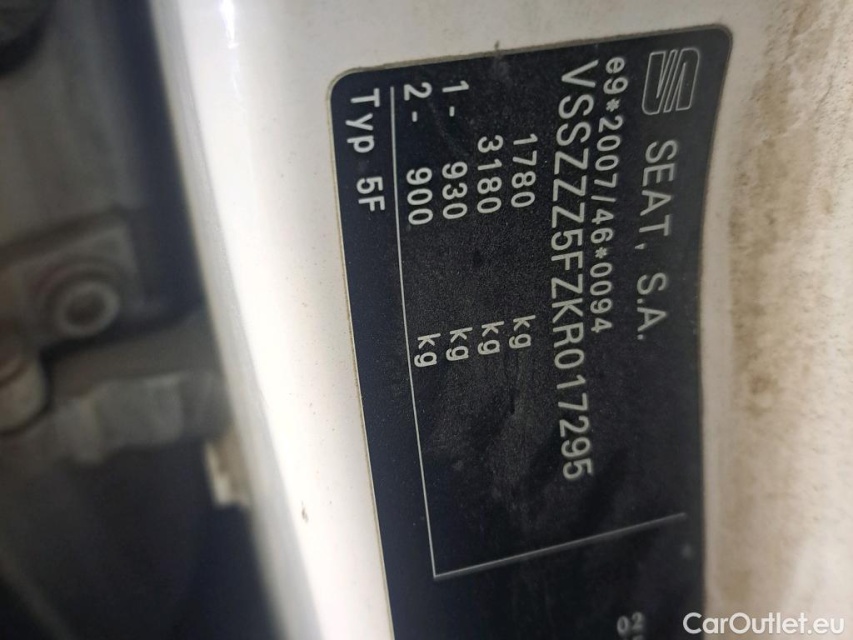 SEAT, S.A.
e9*2007/46*0094
VSSZZZ5FZKR017295
1780 kg
3180 kg
1- 930 kg
2- 900 kg
Typ 5F
02
CarOutlet.eu